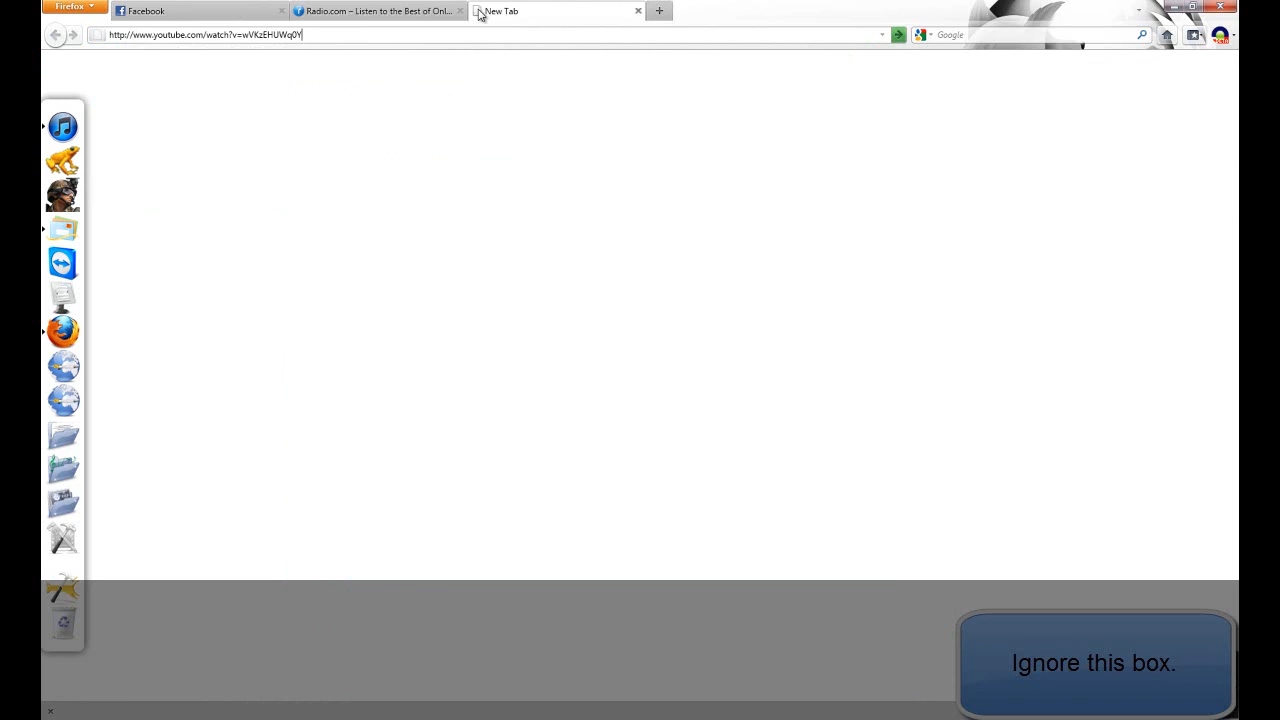 Firefox
Facebook
Radio.com – Listen to the Best of Onl...
New Tab
http://www.youtube.com/watch?v=wVKzEHUWq0Y
Google
Ignore this box.